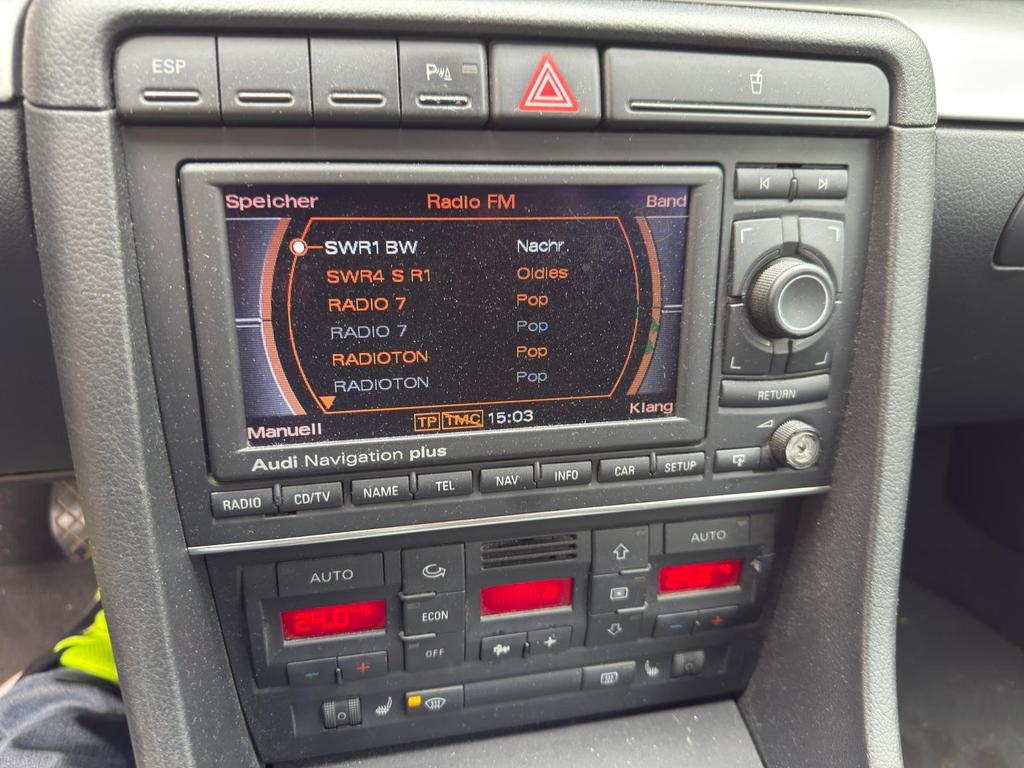 ESP
P
Speicher Radio FM Band
SWR1 BW Nachr.
SWR4 S R1 Oldies
RADIO 7 Pop
RADIO 7 Pop
RADIOTON Pop
RADIOTON Pop
TP TMC 15:03
Manuell Klang
Audi Navigation plus
RETURN
RADIO CD/TV NAME TEL NAV INFO CAR SETUP
AUTO AUTO
24.0
ECON
OFF